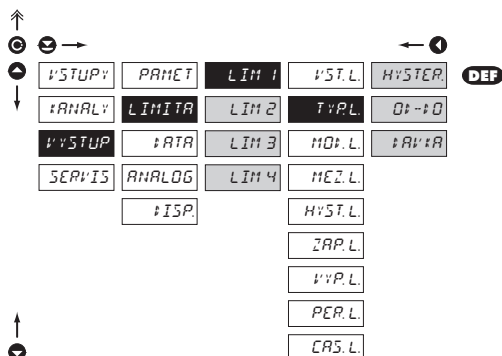 VSTUPY PAMET LIM 1 VST. L. HYSTER. DEF
KANALY LIMITA LIM 2 TYP. L. OD-DO
VYSTUP DATA LIM 3 MOD. L. DAVKA
SERVIS ANALOG LIM 4 MEZ. L.
DISP. HYST. L.
ZAP. L.
VYP. L.
PER. L.
CAS. L.